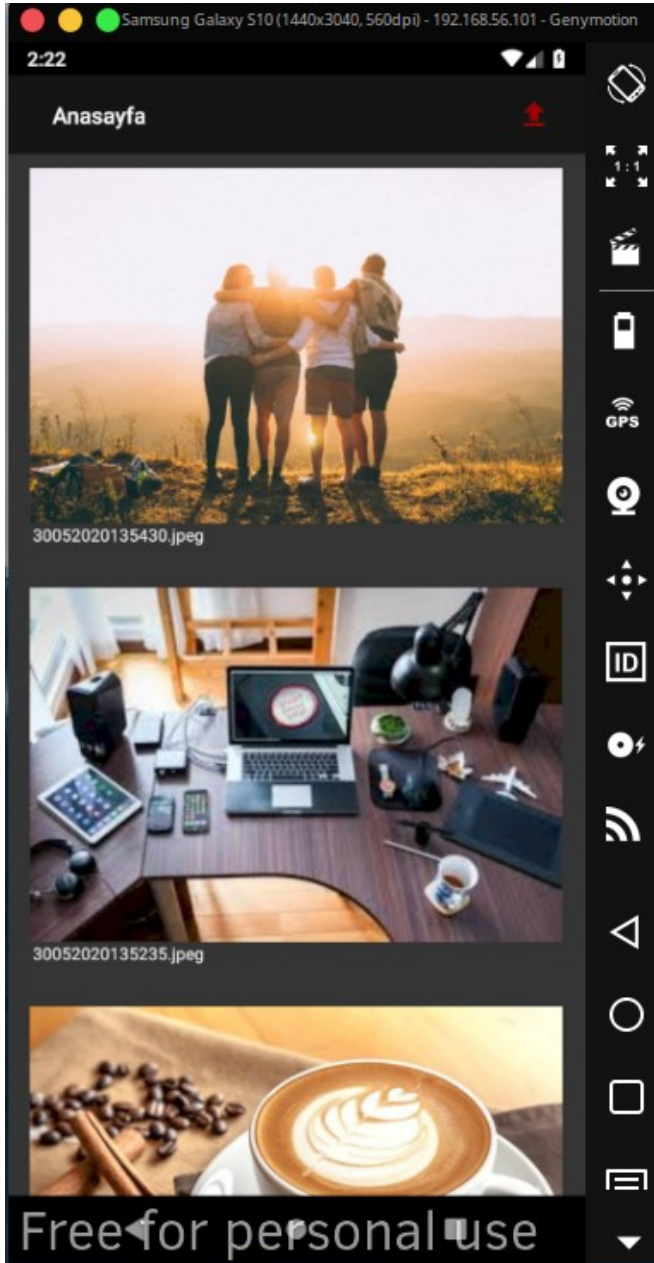 Samsung Galaxy S10 (1440x3040, 560dpi) - 192.168.56.101 - Genymotion
2:22
Anasayfa
1:1
30052020135430.jpeg
GPS
ID
30052020135235.jpeg
Free for personal use